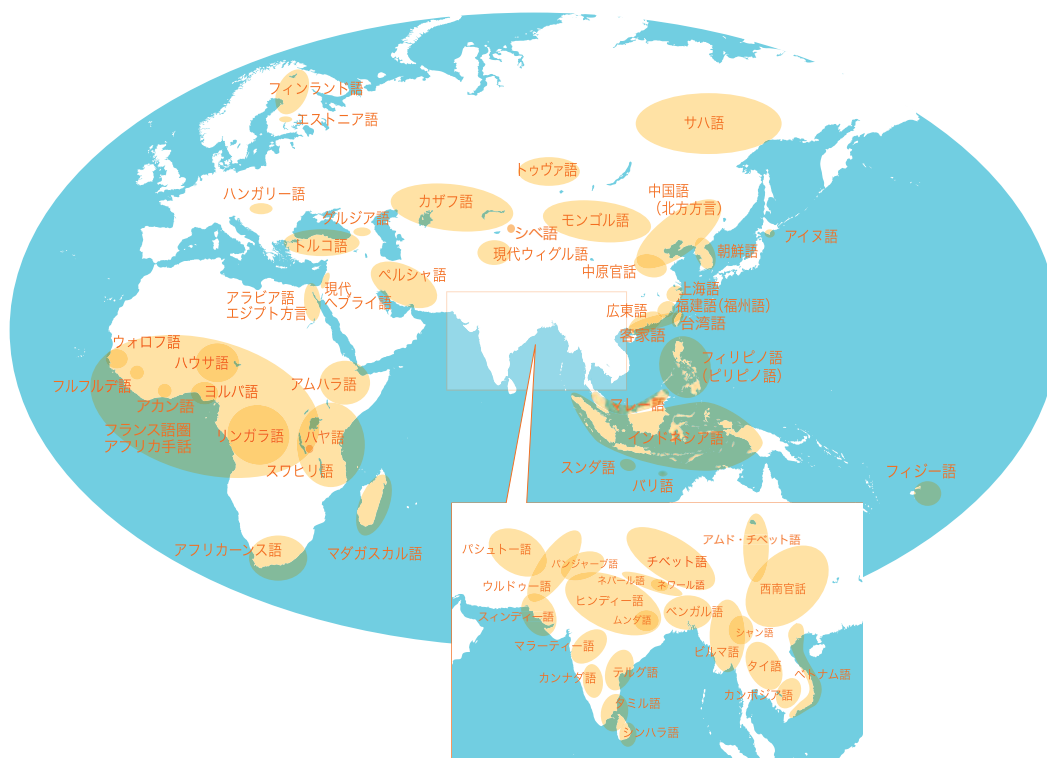 フィンランド語
エストニア語
サハ語
トゥヴァ語
ハンガリー語
カザフ語
中国語
（北方方言）
グルジア語
モンゴル語
シベ語
アイヌ語
トルコ語
現代ウィグル語
朝鮮語
中原官話
ペルシャ語
現代
ヘブライ語
アラビア語
エジプト方言
上海語
福建語（福州語）
広東語
台湾語
客家語
ウォロフ語
ハウサ語
フルフルデ語
ヨルバ語
アムハラ語
フィリピノ語
（ピリピノ語）
アカン語
マレー語
フランス語圏
アフリカ手話
リンガラ語
ハヤ語
インドネシア語
スワヒリ語
スンダ語
バリ語
フィジー語
アフリカーンス語
マダガスカル語
パシュトー語
パンジャーブ語
チベット語
アムド・チベット語
ウルドゥー語
ネパール語
ネワール語
西南官話
ヒンディー語
スィンディー語
ムンダ語
ベンガル語
シャン語
マラーティー語
ビルマ語
カンナダ語
テルグ語
タイ語
ベトナム語
カンボジア語
タミル語
シンハラ語